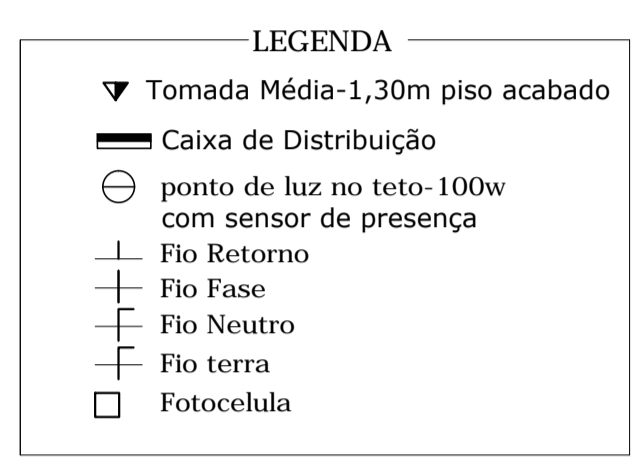 LEGENDA
Tomada Média-1,30m piso acabado
Caixa de Distribuição
ponto de luz no teto-100w
com sensor de presença
Fio Retorno
Fio Fase
Fio Neutro
Fio terra
Fotocelula